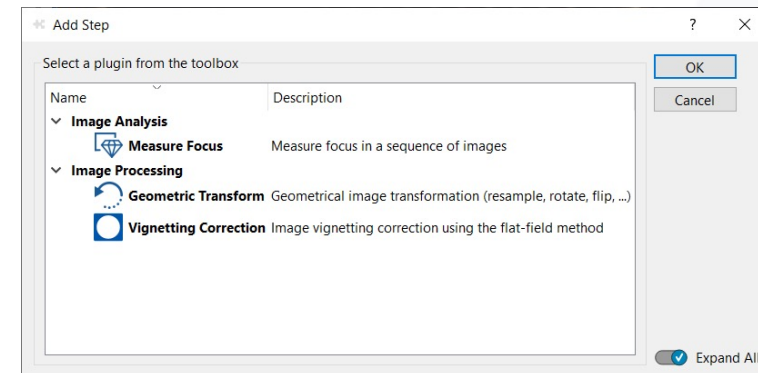 Add Step
?
Select a plugin from the toolbox
OK
Name Description
Cancel
Image Analysis
Measure Focus Measure focus in a sequence of images
Image Processing
Geometric Transform Geometrical image transformation (resample, rotate, flip, ...)
Vignetting Correction Image vignetting correction using the flat-field method
Expand All